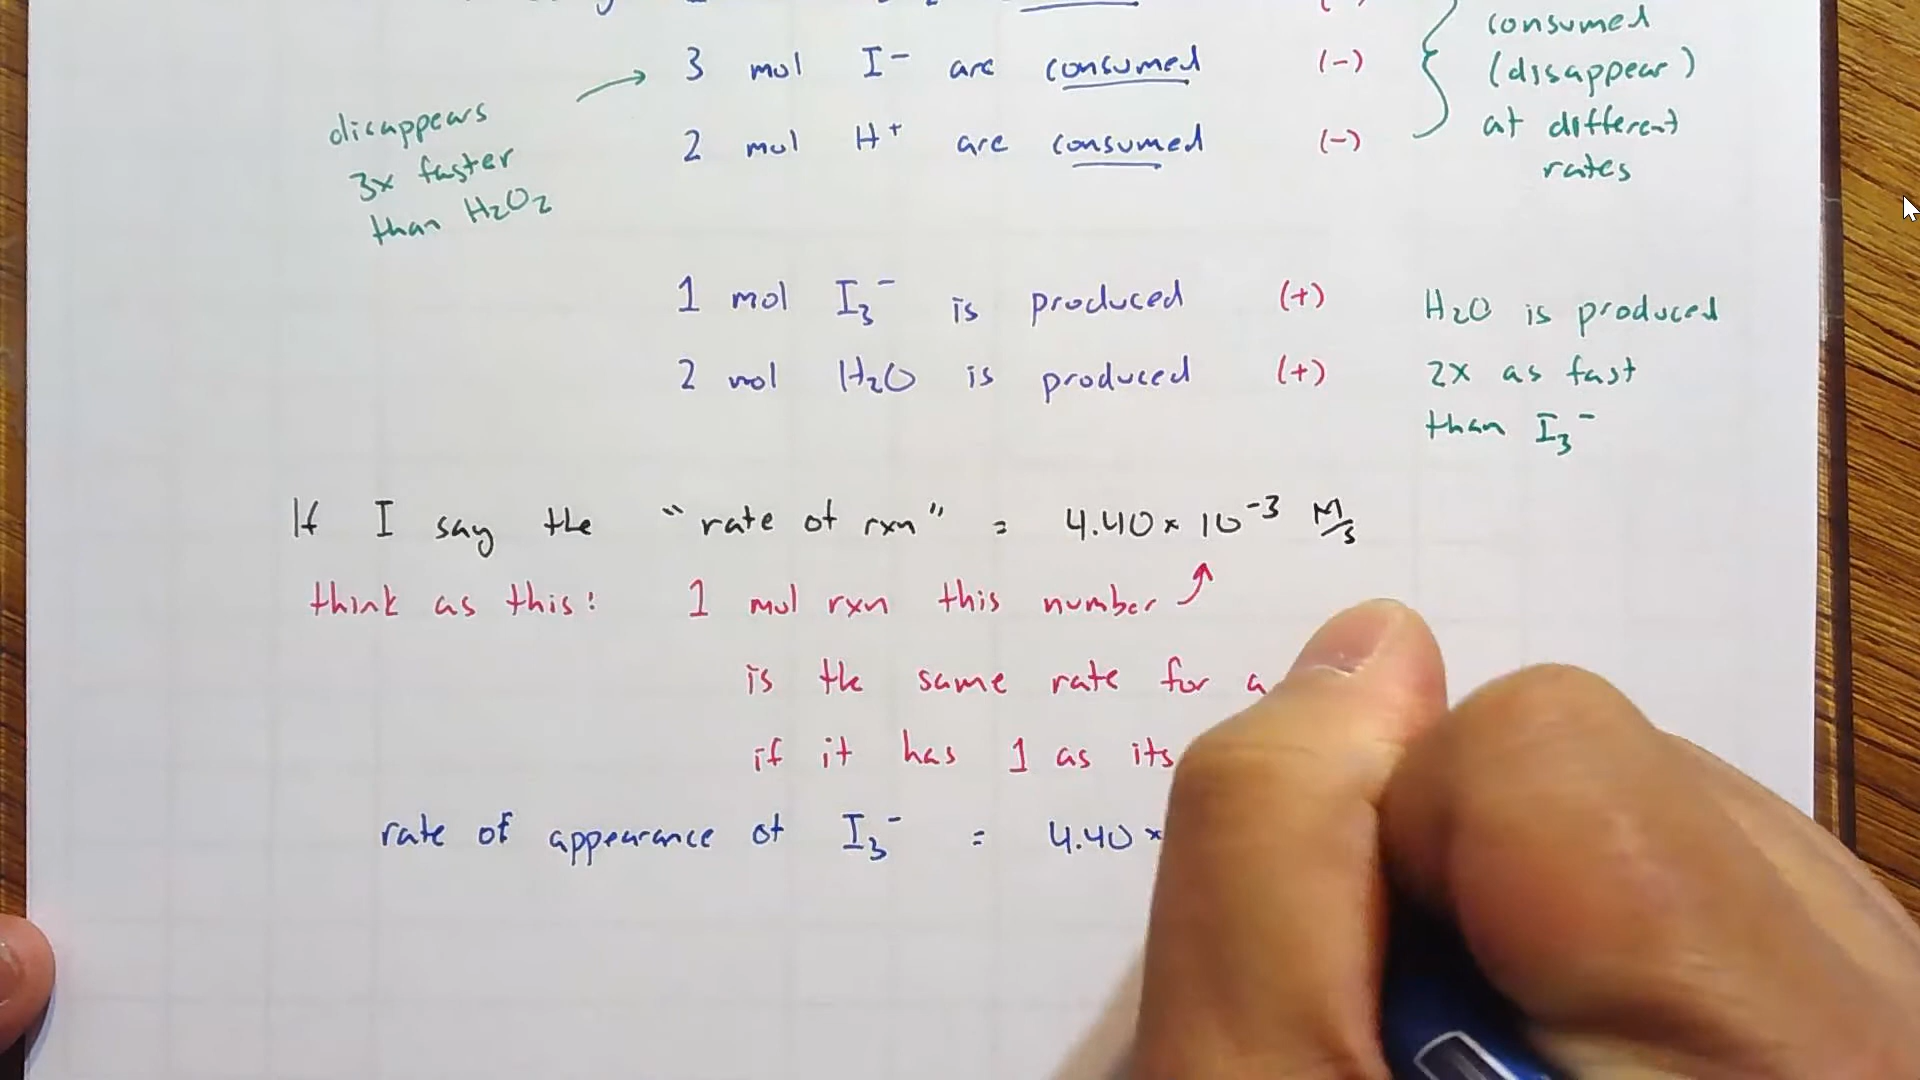 consumed
3 mol I⁻ are consumed (-)
(disappear)
at different
rates
2 mol H⁺ are consumed (-)
disappears
3x faster
than H₂O₂
1 mol I₃⁻ is produced (+)
2 mol H₂O is produced (+)
H₂O is produced
2x as fast
than I₃⁻
If I say the "rate of rxn" = 4.40 × 10⁻³ M/s
think as this: 1 mol rxn this number
is the same rate for
if it has 1 as its
rate of appearance of I₃⁻ = 4.40 ×